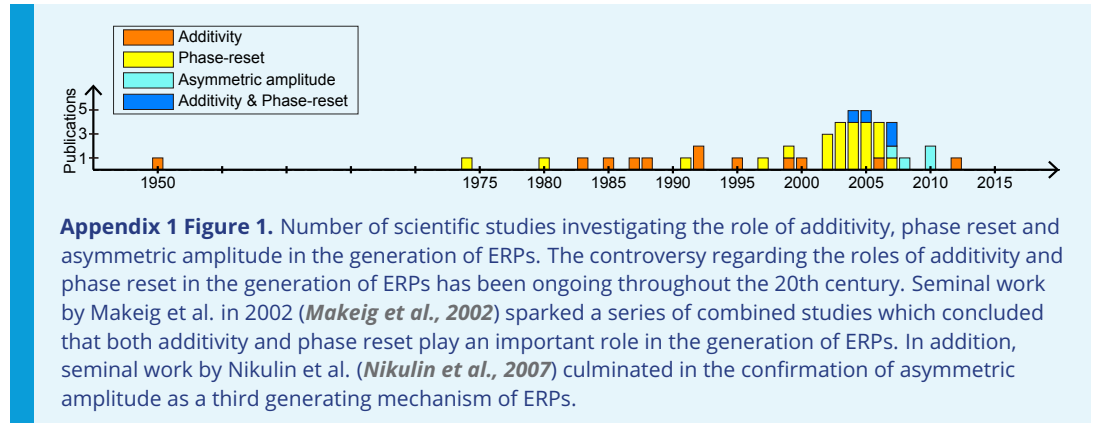 Additivity
Phase-reset
Asymmetric amplitude
Additivity & Phase-reset
Publications
5
3
1
1950 1975 1980 1985 1990 1995 2000 2005 2010 2015
Appendix 1 Figure 1. Number of scientific studies investigating the role of additivity, phase reset and
asymmetric amplitude in the generation of ERPs. The controversy regarding the roles of additivity and
phase reset in the generation of ERPs has been ongoing throughout the 20th century. Seminal work
by Makeig et al. in 2002 (Makeig et al., 2002) sparked a series of combined studies which concluded
that both additivity and phase reset play an important role in the generation of ERPs. In addition,
seminal work by Nikulin et al. (Nikulin et al., 2007) culminated in the confirmation of asymmetric
amplitude as a third generating mechanism of ERPs.